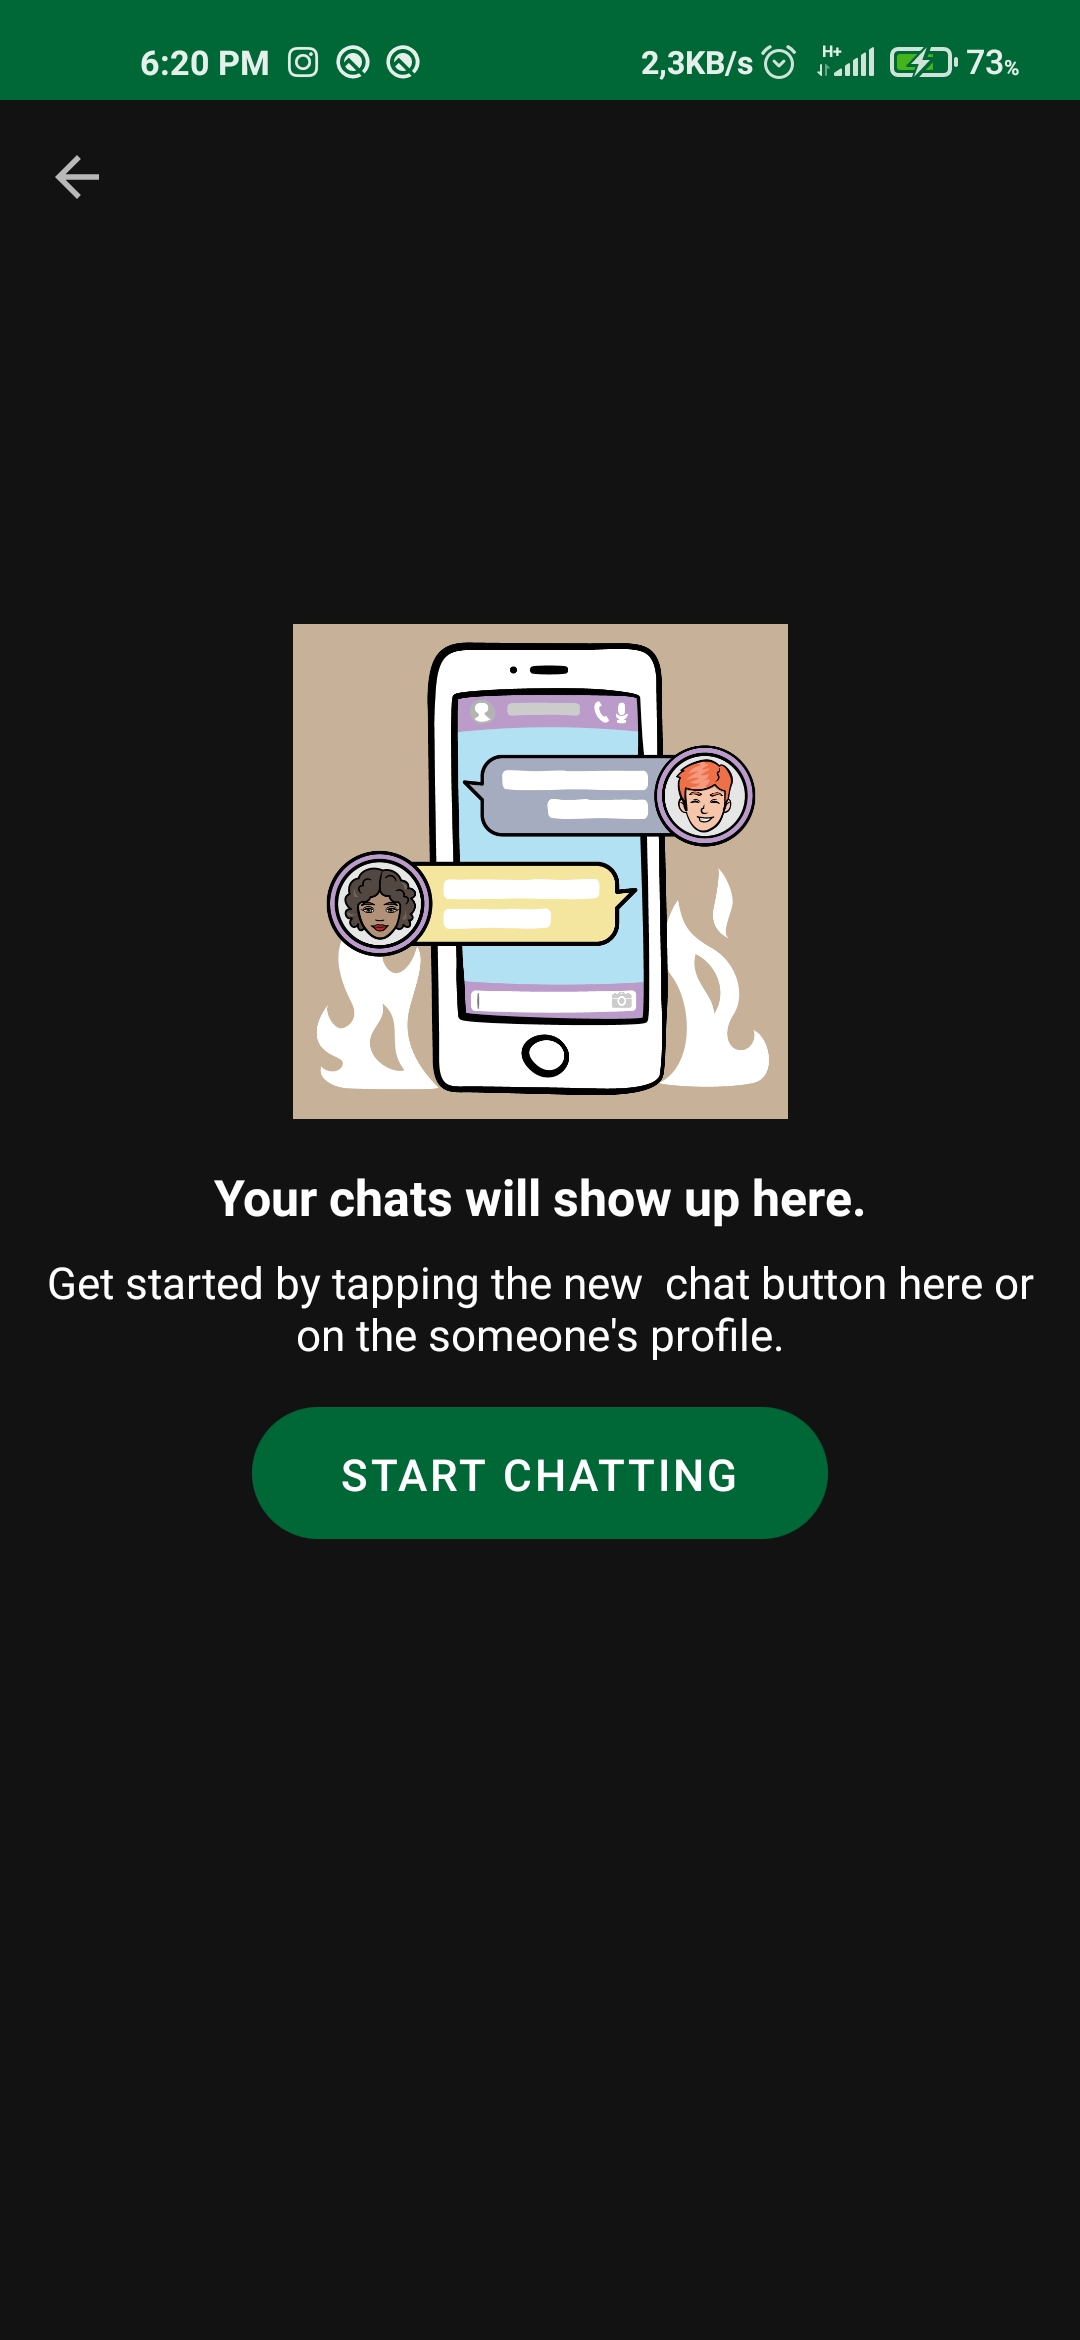 6:20 PM 2,3KB/s H+ 73%
Your chats will show up here.
Get started by tapping the new  chat button here or
on the someone's profile.
START CHATTING